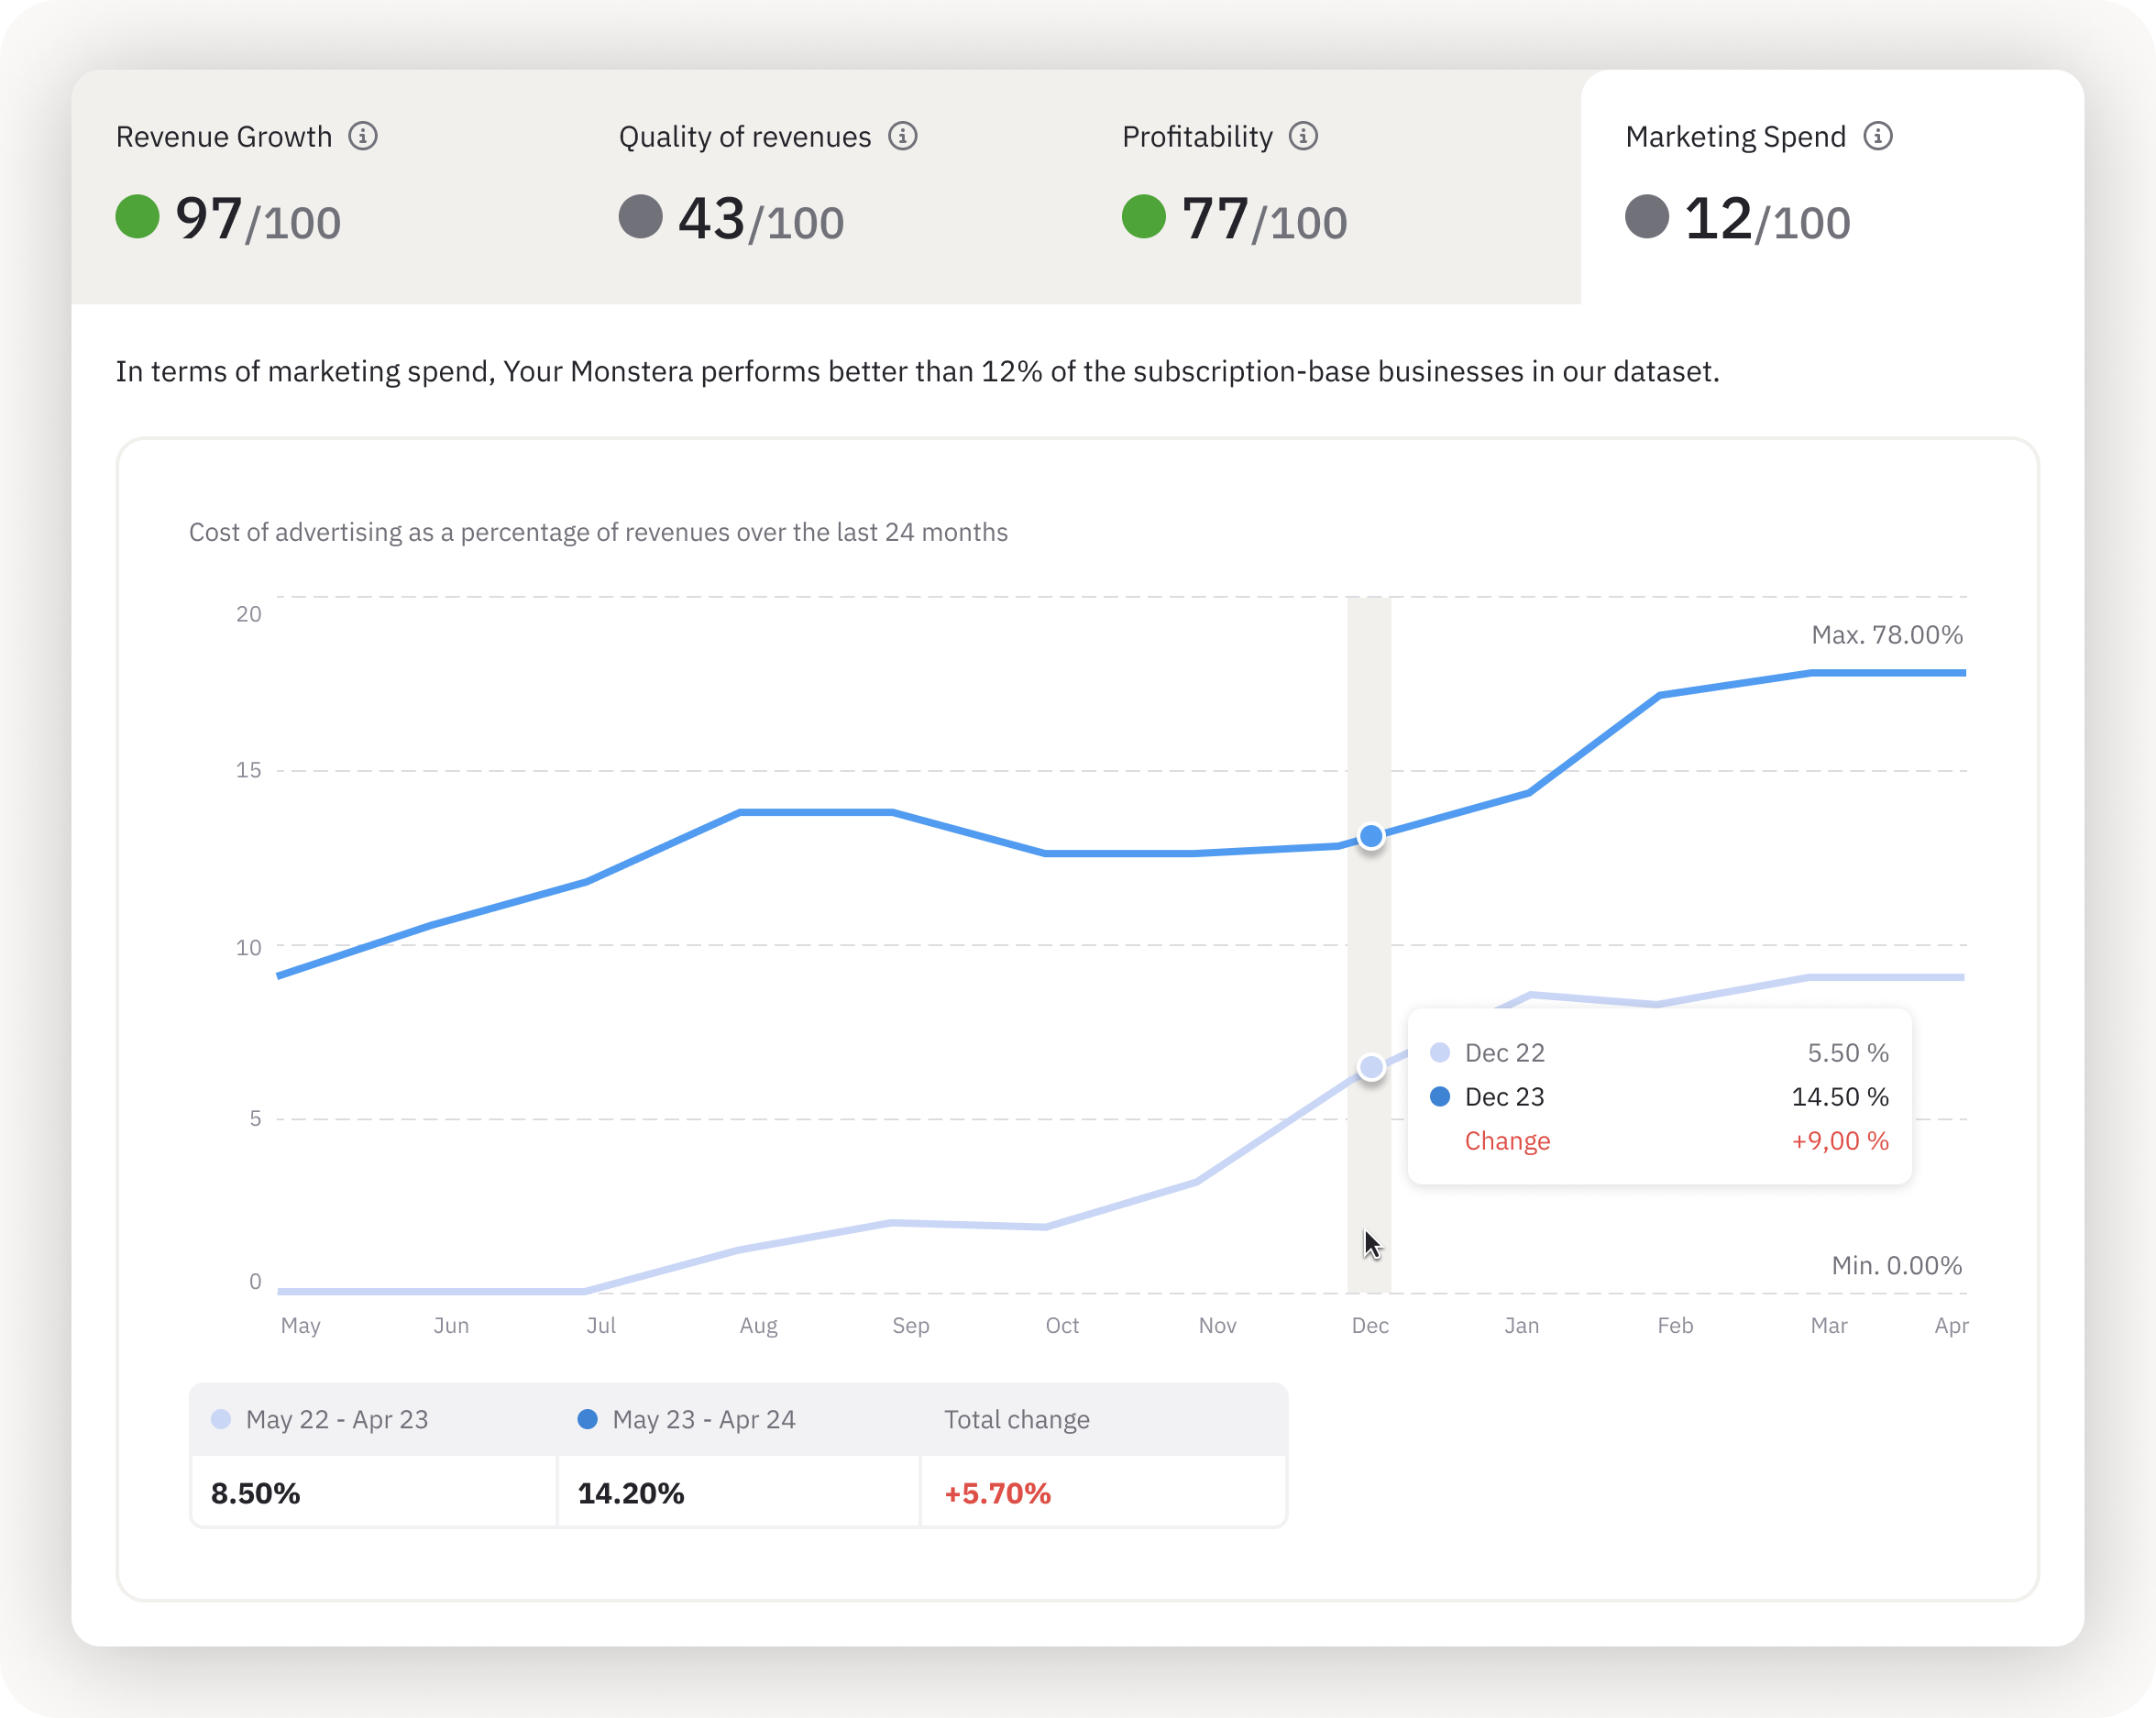 Revenue Growth
97/100
Quality of revenues
43/100
Profitability
77/100
Marketing Spend
12/100
In terms of marketing spend, Your Monstera performs better than 12% of the subscription-base businesses in our dataset.
Cost of advertising as a percentage of revenues over the last 24 months
20
15
10
5
0
Max. 78.00%
Dec 22 5.50 %
Dec 23 14.50 %
Change +9,00 %
Min. 0.00%
May Jun Jul Aug Sep Oct Nov Dec Jan Feb Mar Apr
May 22 - Apr 23 May 23 - Apr 24 Total change
8.50% 14.20% +5.70%